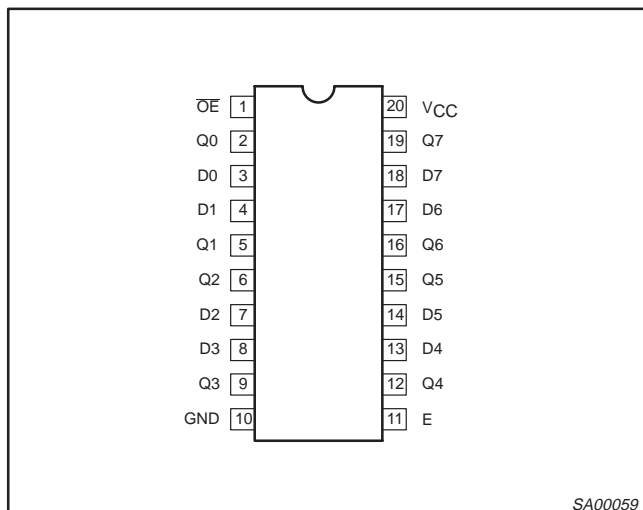 O̅E̅ 1 20 VCC
Q0 2 19 Q7
D0 3 18 D7
D1 4 17 D6
Q1 5 16 Q6
Q2 6 15 Q5
D2 7 14 D5
D3 8 13 D4
Q3 9 12 Q4
GND 10 11 E
SA00059